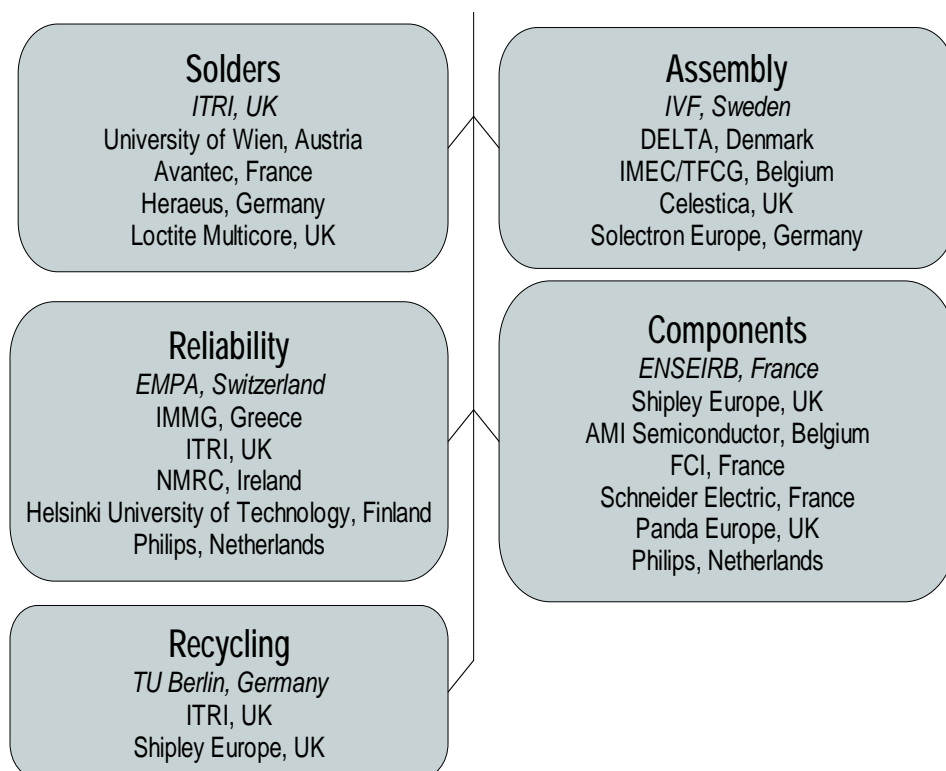 Solders
ITRI, UK
University of Wien, Austria
Avantec, France
Heraeus, Germany
Loctite Multicore, UK
Assembly
IVF, Sweden
DELTA, Denmark
IMEC/TFCG, Belgium
Celestica, UK
Solectron Europe, Germany
Reliability
EMPA, Switzerland
IMMG, Greece
ITRI, UK
NMRC, Ireland
Helsinki University of Technology, Finland
Philips, Netherlands
Components
ENSEIRB, France
Shipley Europe, UK
AMI Semiconductor, Belgium
FCI, France
Schneider Electric, France
Panda Europe, UK
Philips, Netherlands
Recycling
TU Berlin, Germany
ITRI, UK
Shipley Europe, UK